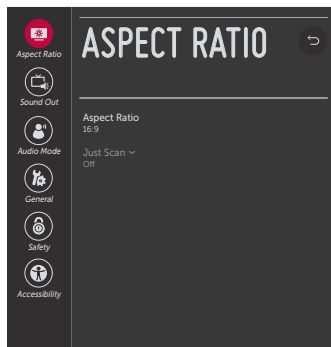 Aspect Ratio
Sound Out
Audio Mode
General
Safety
Accessibility
ASPECT RATIO
Aspect Ratio
16:9
Just Scan
Off